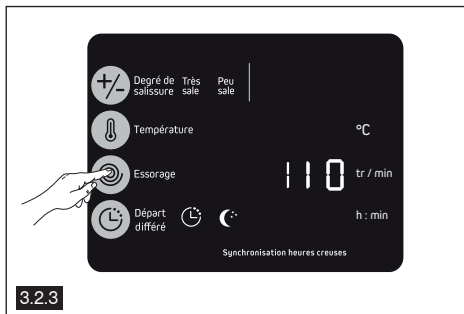 +/- Degré de salissure Très sale Peu sale
Température °C
Essorage 110 tr / min
Départ différé h : min
Synchronisation heures creuses
3.2.3